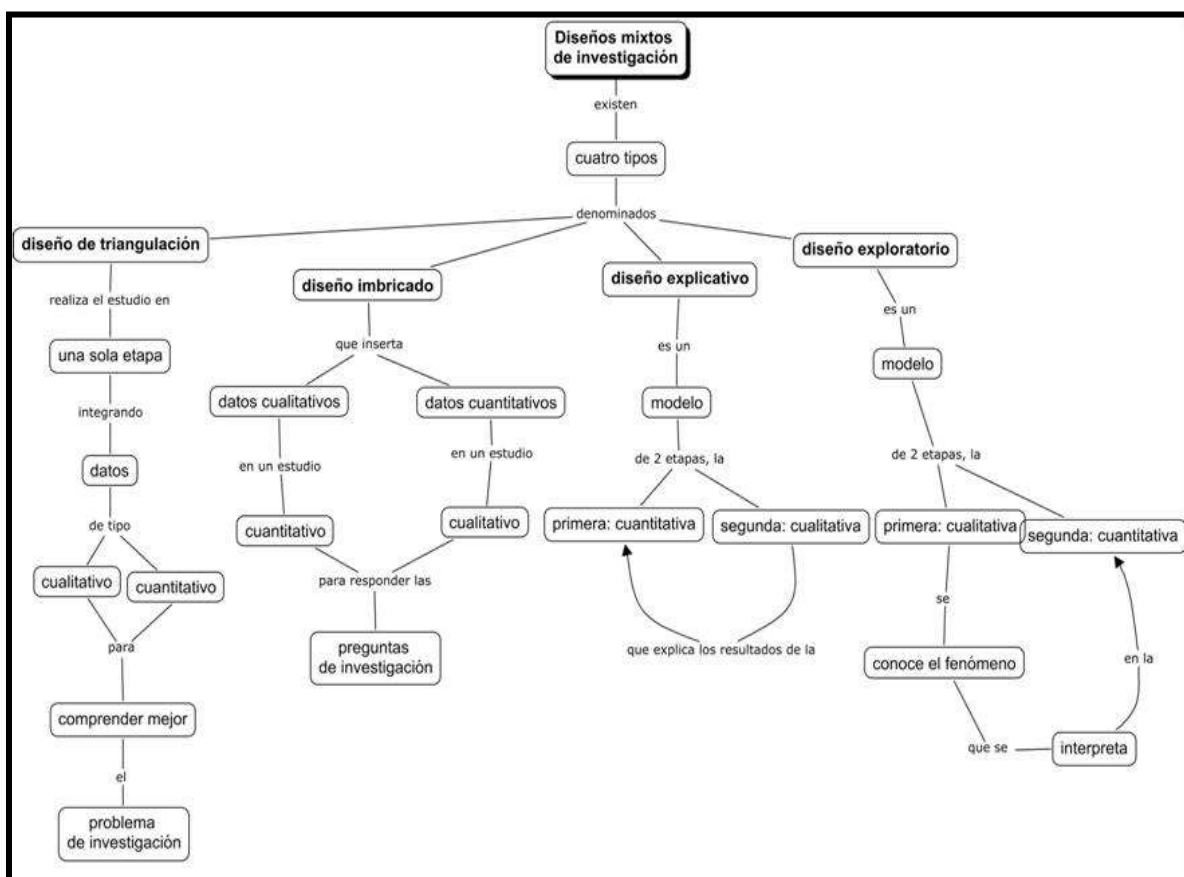 Diseños mixtos
de investigación
existen
cuatro tipos
denominados
diseño de triangulación
realiza el estudio en
una sola etapa
integrando
datos
de tipo
cualitativo
cuantitativo
para
comprender mejor
el
problema
de investigación
diseño imbricado
que inserta
datos cualitativos
en un estudio
cuantitativo
datos cuantitativos
en un estudio
cualitativo
para responder las
preguntas
de investigación
diseño explicativo
es un
modelo
de 2 etapas, la
primera: cuantitativa
segunda: cualitativa
que explica los resultados de la
diseño exploratorio
es un
modelo
de 2 etapas, la
primera: cualitativa
segunda: cuantitativa
se
conoce el fenómeno
que se
interpreta
en la